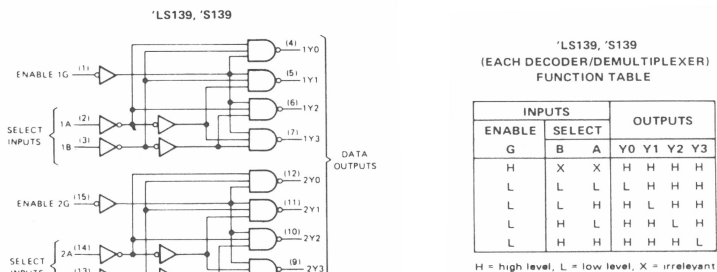 'LS139, 'S139
ENABLE 1G (1)
SELECT INPUTS
1A (2)
1B (3)
(4) 1Y0
(5) 1Y1
(6) 1Y2
(7) 1Y3
DATA OUTPUTS
ENABLE 2G (15)
SELECT
2A (14)
(13)
(12) 2Y0
(11) 2Y1
(10) 2Y2
(9) 2Y3
'LS139, 'S139
(EACH DECODER/DEMULTIPLEXER)
FUNCTION TABLE
INPUTS OUTPUTS
ENABLE SELECT
G B A Y0 Y1 Y2 Y3
H X X H H H H
L L L L H H H
L L H H L H H
L H L H H L H
L H H H H H L
H = high level, L = low level, X = irrelevant